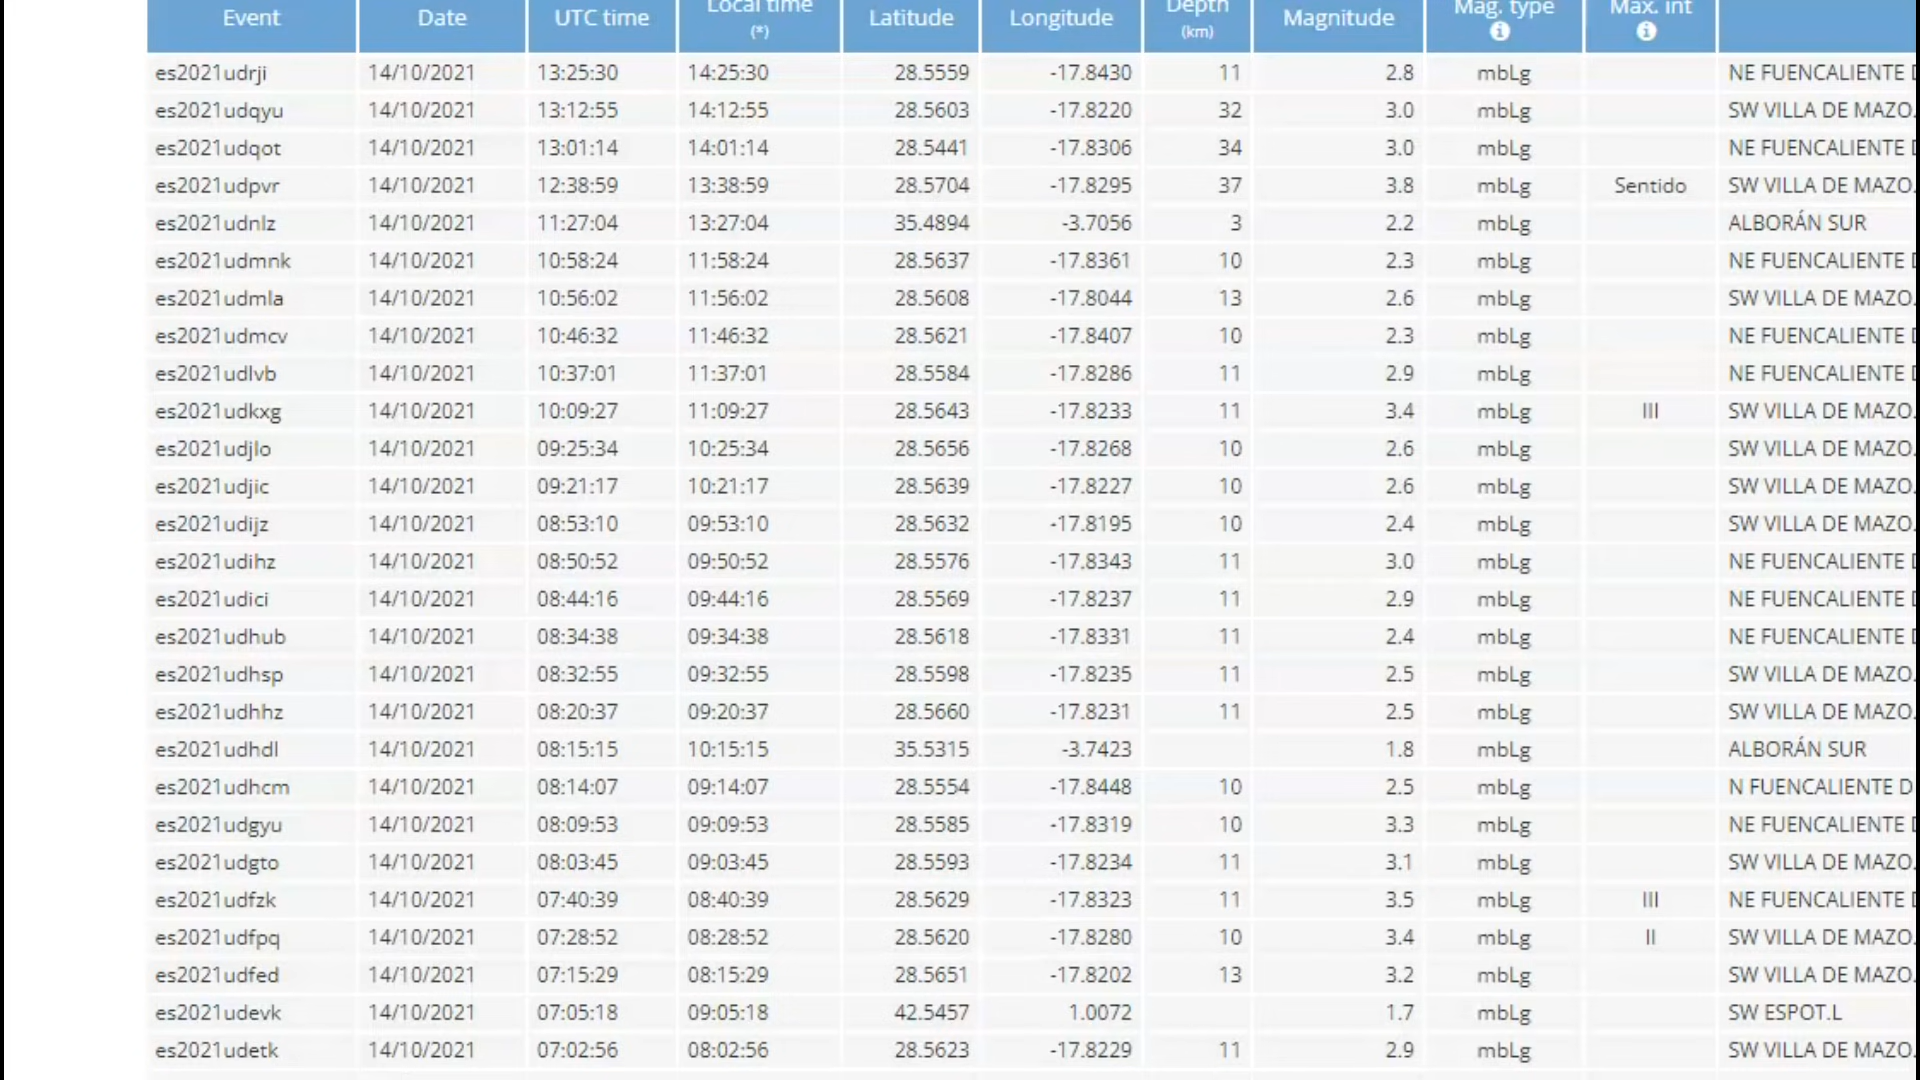 Event Date UTC time Local time (*) Latitude Longitude Depth (km) Magnitude Mag. type Max. int
es2021udrji 14/10/2021 13:25:30 14:25:30 28.5559 -17.8430 11 2.8 mbLg NE FUENCALIENTE D
es2021udqyu 14/10/2021 13:12:55 14:12:55 28.5603 -17.8220 32 3.0 mbLg SW VILLA DE MAZO.
es2021udqot 14/10/2021 13:01:14 14:01:14 28.5441 -17.8306 34 3.0 mbLg NE FUENCALIENTE D
es2021udpvr 14/10/2021 12:38:59 13:38:59 28.5704 -17.8295 37 3.8 mbLg Sentido SW VILLA DE MAZO.
es2021udnlz 14/10/2021 11:27:04 13:27:04 35.4894 -3.7056 3 2.2 mbLg ALBORÁN SUR
es2021udmnk 14/10/2021 10:58:24 11:58:24 28.5637 -17.8361 10 2.3 mbLg NE FUENCALIENTE D
es2021udmla 14/10/2021 10:56:02 11:56:02 28.5608 -17.8044 13 2.6 mbLg SW VILLA DE MAZO.
es2021udmcv 14/10/2021 10:46:32 11:46:32 28.5621 -17.8407 10 2.3 mbLg NE FUENCALIENTE D
es2021udlvb 14/10/2021 10:37:01 11:37:01 28.5584 -17.8286 11 2.9 mbLg NE FUENCALIENTE D
es2021udkxg 14/10/2021 10:09:27 11:09:27 28.5643 -17.8233 11 3.4 mbLg III SW VILLA DE MAZO.
es2021udjlo 14/10/2021 09:25:34 10:25:34 28.5656 -17.8268 10 2.6 mbLg SW VILLA DE MAZO.
es2021udjic 14/10/2021 09:21:17 10:21:17 28.5639 -17.8227 10 2.6 mbLg SW VILLA DE MAZO.
es2021udijz 14/10/2021 08:53:10 09:53:10 28.5632 -17.8195 10 2.4 mbLg SW VILLA DE MAZO.
es2021udihz 14/10/2021 08:50:52 09:50:52 28.5576 -17.8343 11 3.0 mbLg NE FUENCALIENTE D
es2021udici 14/10/2021 08:44:16 09:44:16 28.5569 -17.8237 11 2.9 mbLg NE FUENCALIENTE D
es2021udhub 14/10/2021 08:34:38 09:34:38 28.5618 -17.8331 11 2.4 mbLg NE FUENCALIENTE D
es2021udhsp 14/10/2021 08:32:55 09:32:55 28.5598 -17.8235 11 2.5 mbLg SW VILLA DE MAZO.
es2021udhhz 14/10/2021 08:20:37 09:20:37 28.5660 -17.8231 11 2.5 mbLg SW VILLA DE MAZO.
es2021udhdl 14/10/2021 08:15:15 10:15:15 35.5315 -3.7423 1.8 mbLg ALBORÁN SUR
es2021udhcm 14/10/2021 08:14:07 09:14:07 28.5554 -17.8448 10 2.5 mbLg N FUENCALIENTE D
es2021udgyu 14/10/2021 08:09:53 09:09:53 28.5585 -17.8319 10 3.3 mbLg NE FUENCALIENTE D
es2021udgto 14/10/2021 08:03:45 09:03:45 28.5593 -17.8234 11 3.1 mbLg SW VILLA DE MAZO.
es2021udfzk 14/10/2021 07:40:39 08:40:39 28.5629 -17.8323 11 3.5 mbLg III NE FUENCALIENTE D
es2021udfpq 14/10/2021 07:28:52 08:28:52 28.5620 -17.8280 10 3.4 mbLg II SW VILLA DE MAZO.
es2021udfed 14/10/2021 07:15:29 08:15:29 28.5651 -17.8202 13 3.2 mbLg SW VILLA DE MAZO.
es2021udevk 14/10/2021 07:05:18 09:05:18 42.5457 1.0072 1.7 mbLg SW ESPOT.L
es2021udetk 14/10/2021 07:02:56 08:02:56 28.5623 -17.8229 11 2.9 mbLg SW VILLA DE MAZO.